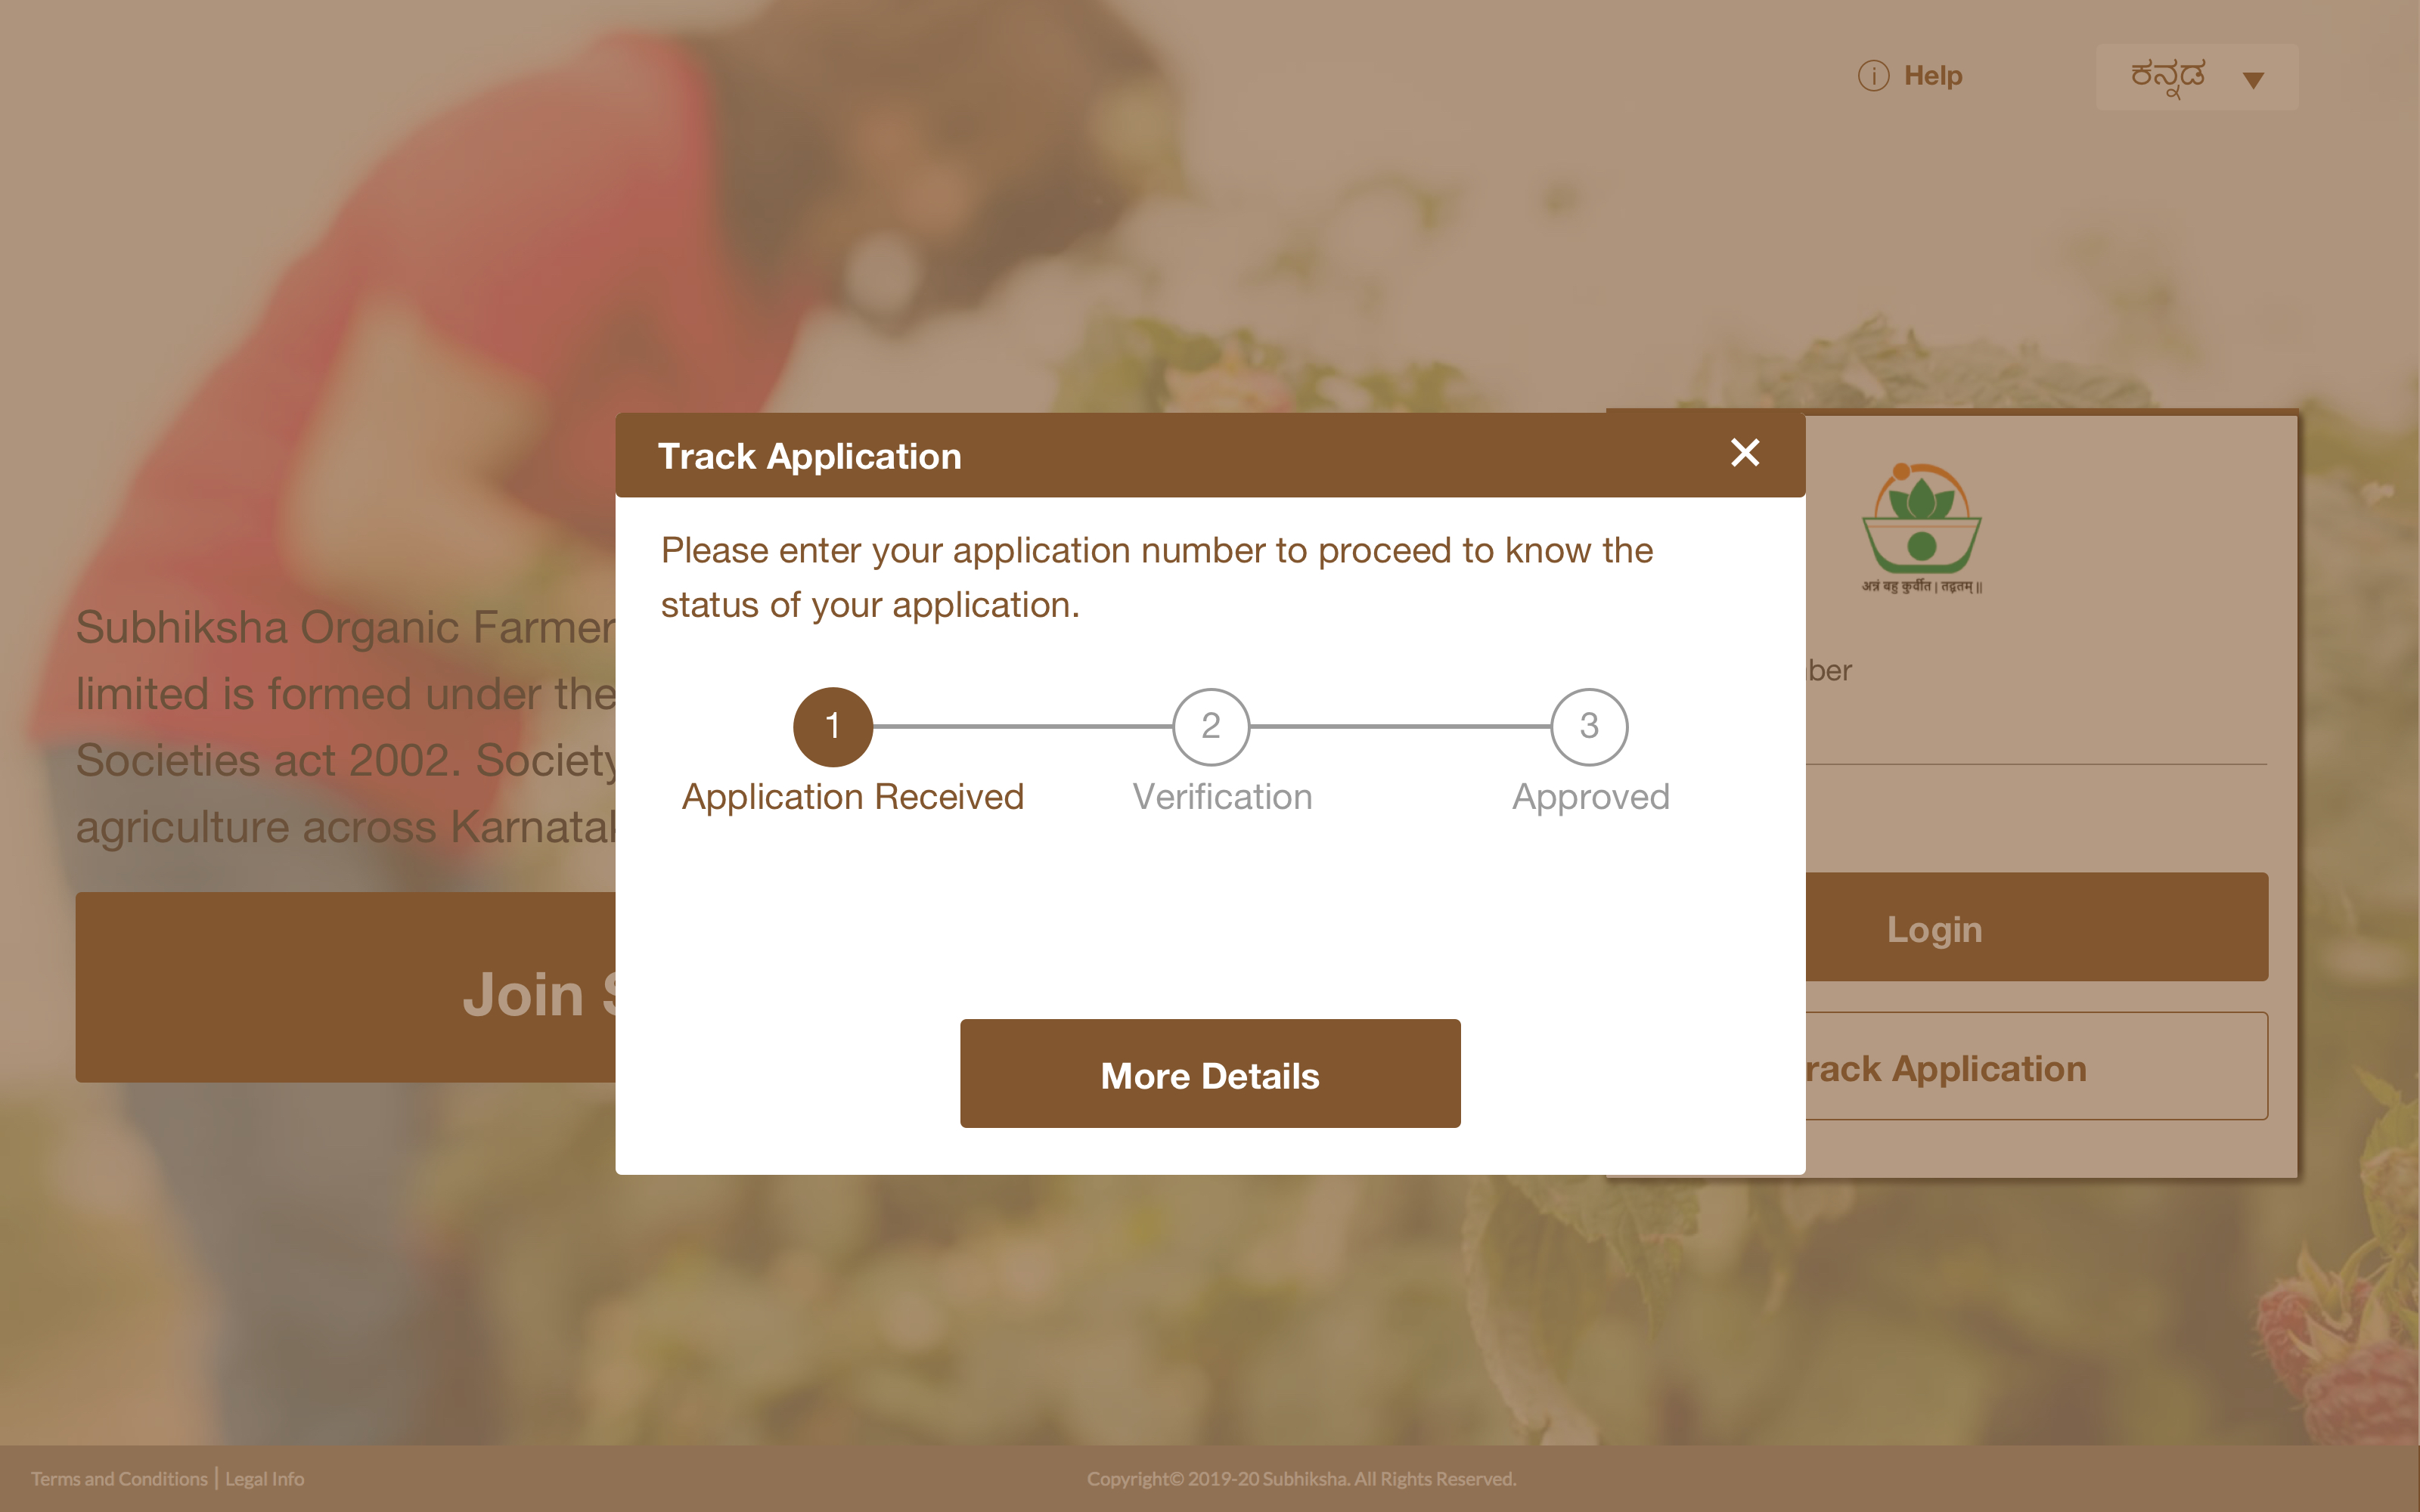 Help
ಕನ್ನಡ
Track Application
Please enter your application number to proceed to know the
status of your application.
1
2
3
Application Received
Verification
Approved
More Details
Subhiksha Organic Farmer
limited is formed under the
Societies act 2002. Society
agriculture across Karnatak
Join S
अन्नं बहु कुर्वीत | तद्व्रतम् ||
ber
Login
rack Application
Terms and Conditions | Legal Info
Copyright© 2019-20 Subhiksha. All Rights Reserved.